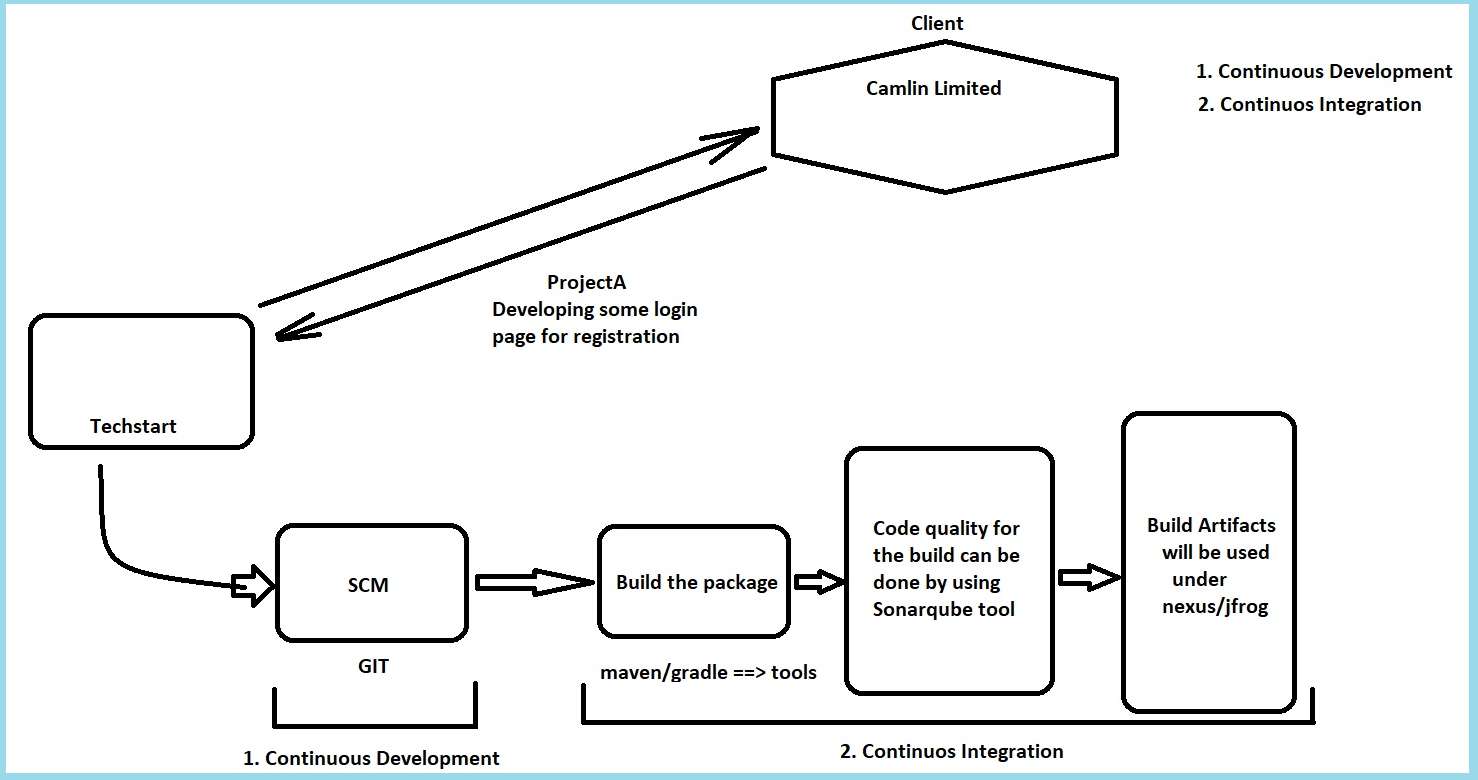 Client
Camlin Limited
1. Continuous Development
2. Continuos Integration
ProjectA
Developing some login
page for registration
Techstart
SCM
GIT
Build the package
maven/gradle ==> tools
Code quality for
the build can be
done by using
Sonarqube tool
Build Artifacts
will be used
under
nexus/jfrog
1. Continuous Development
2. Continuos Integration